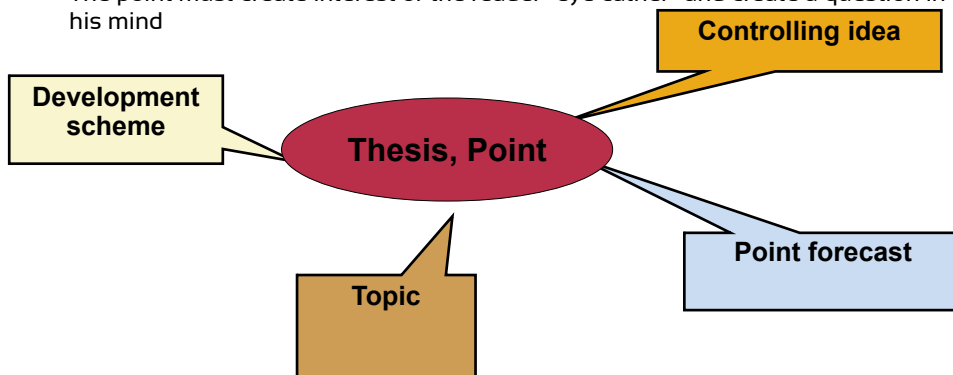 his mind
Controlling idea
Development
scheme
Thesis, Point
Point forecast
Topic